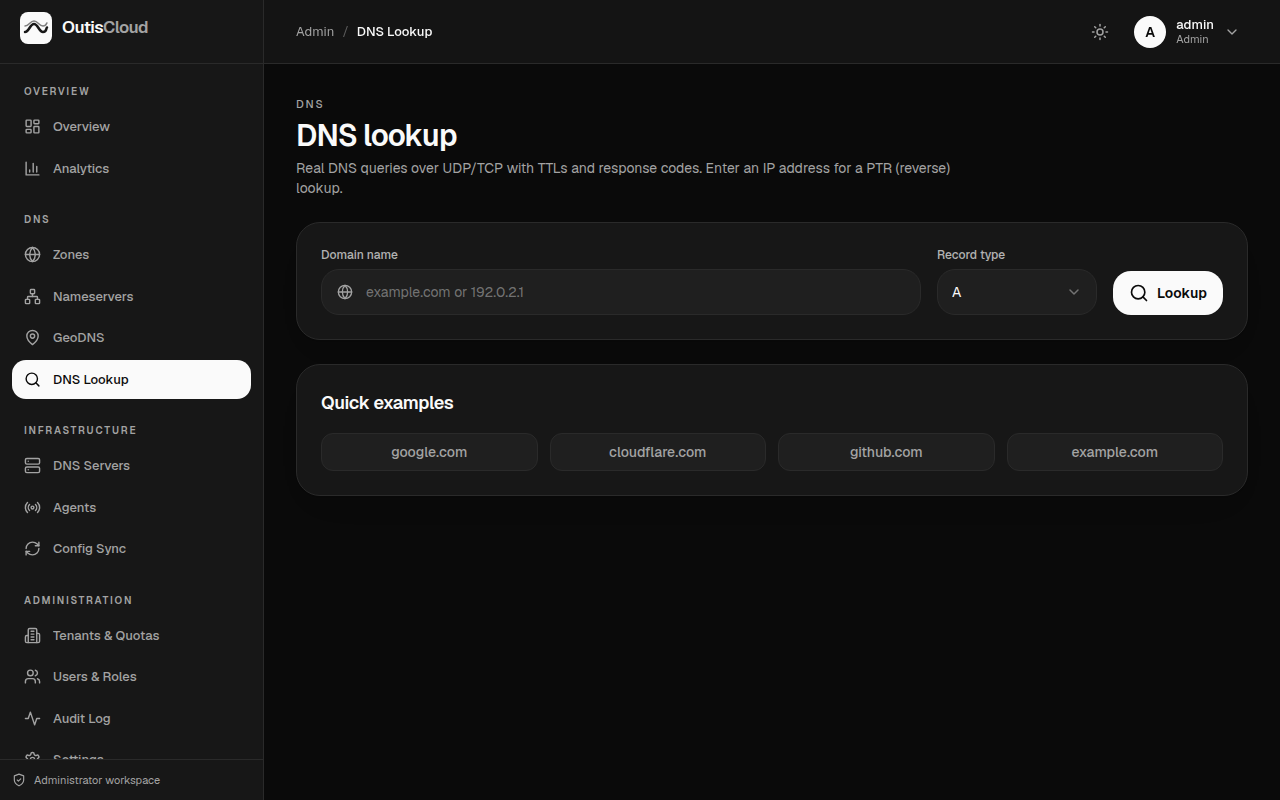 OutisCloud
Admin / DNS Lookup
A
admin
Admin
OVERVIEW
Overview
Analytics
DNS
Zones
Nameservers
GeoDNS
DNS Lookup
INFRASTRUCTURE
DNS Servers
Agents
Config Sync
ADMINISTRATION
Tenants & Quotas
Users & Roles
Audit Log
Settings
Administrator workspace
DNS
DNS lookup
Real DNS queries over UDP/TCP with TTLs and response codes. Enter an IP address for a PTR (reverse)
lookup.
Domain name
Record type
example.com or 192.0.2.1
A
Lookup
Quick examples
google.com
cloudflare.com
github.com
example.com